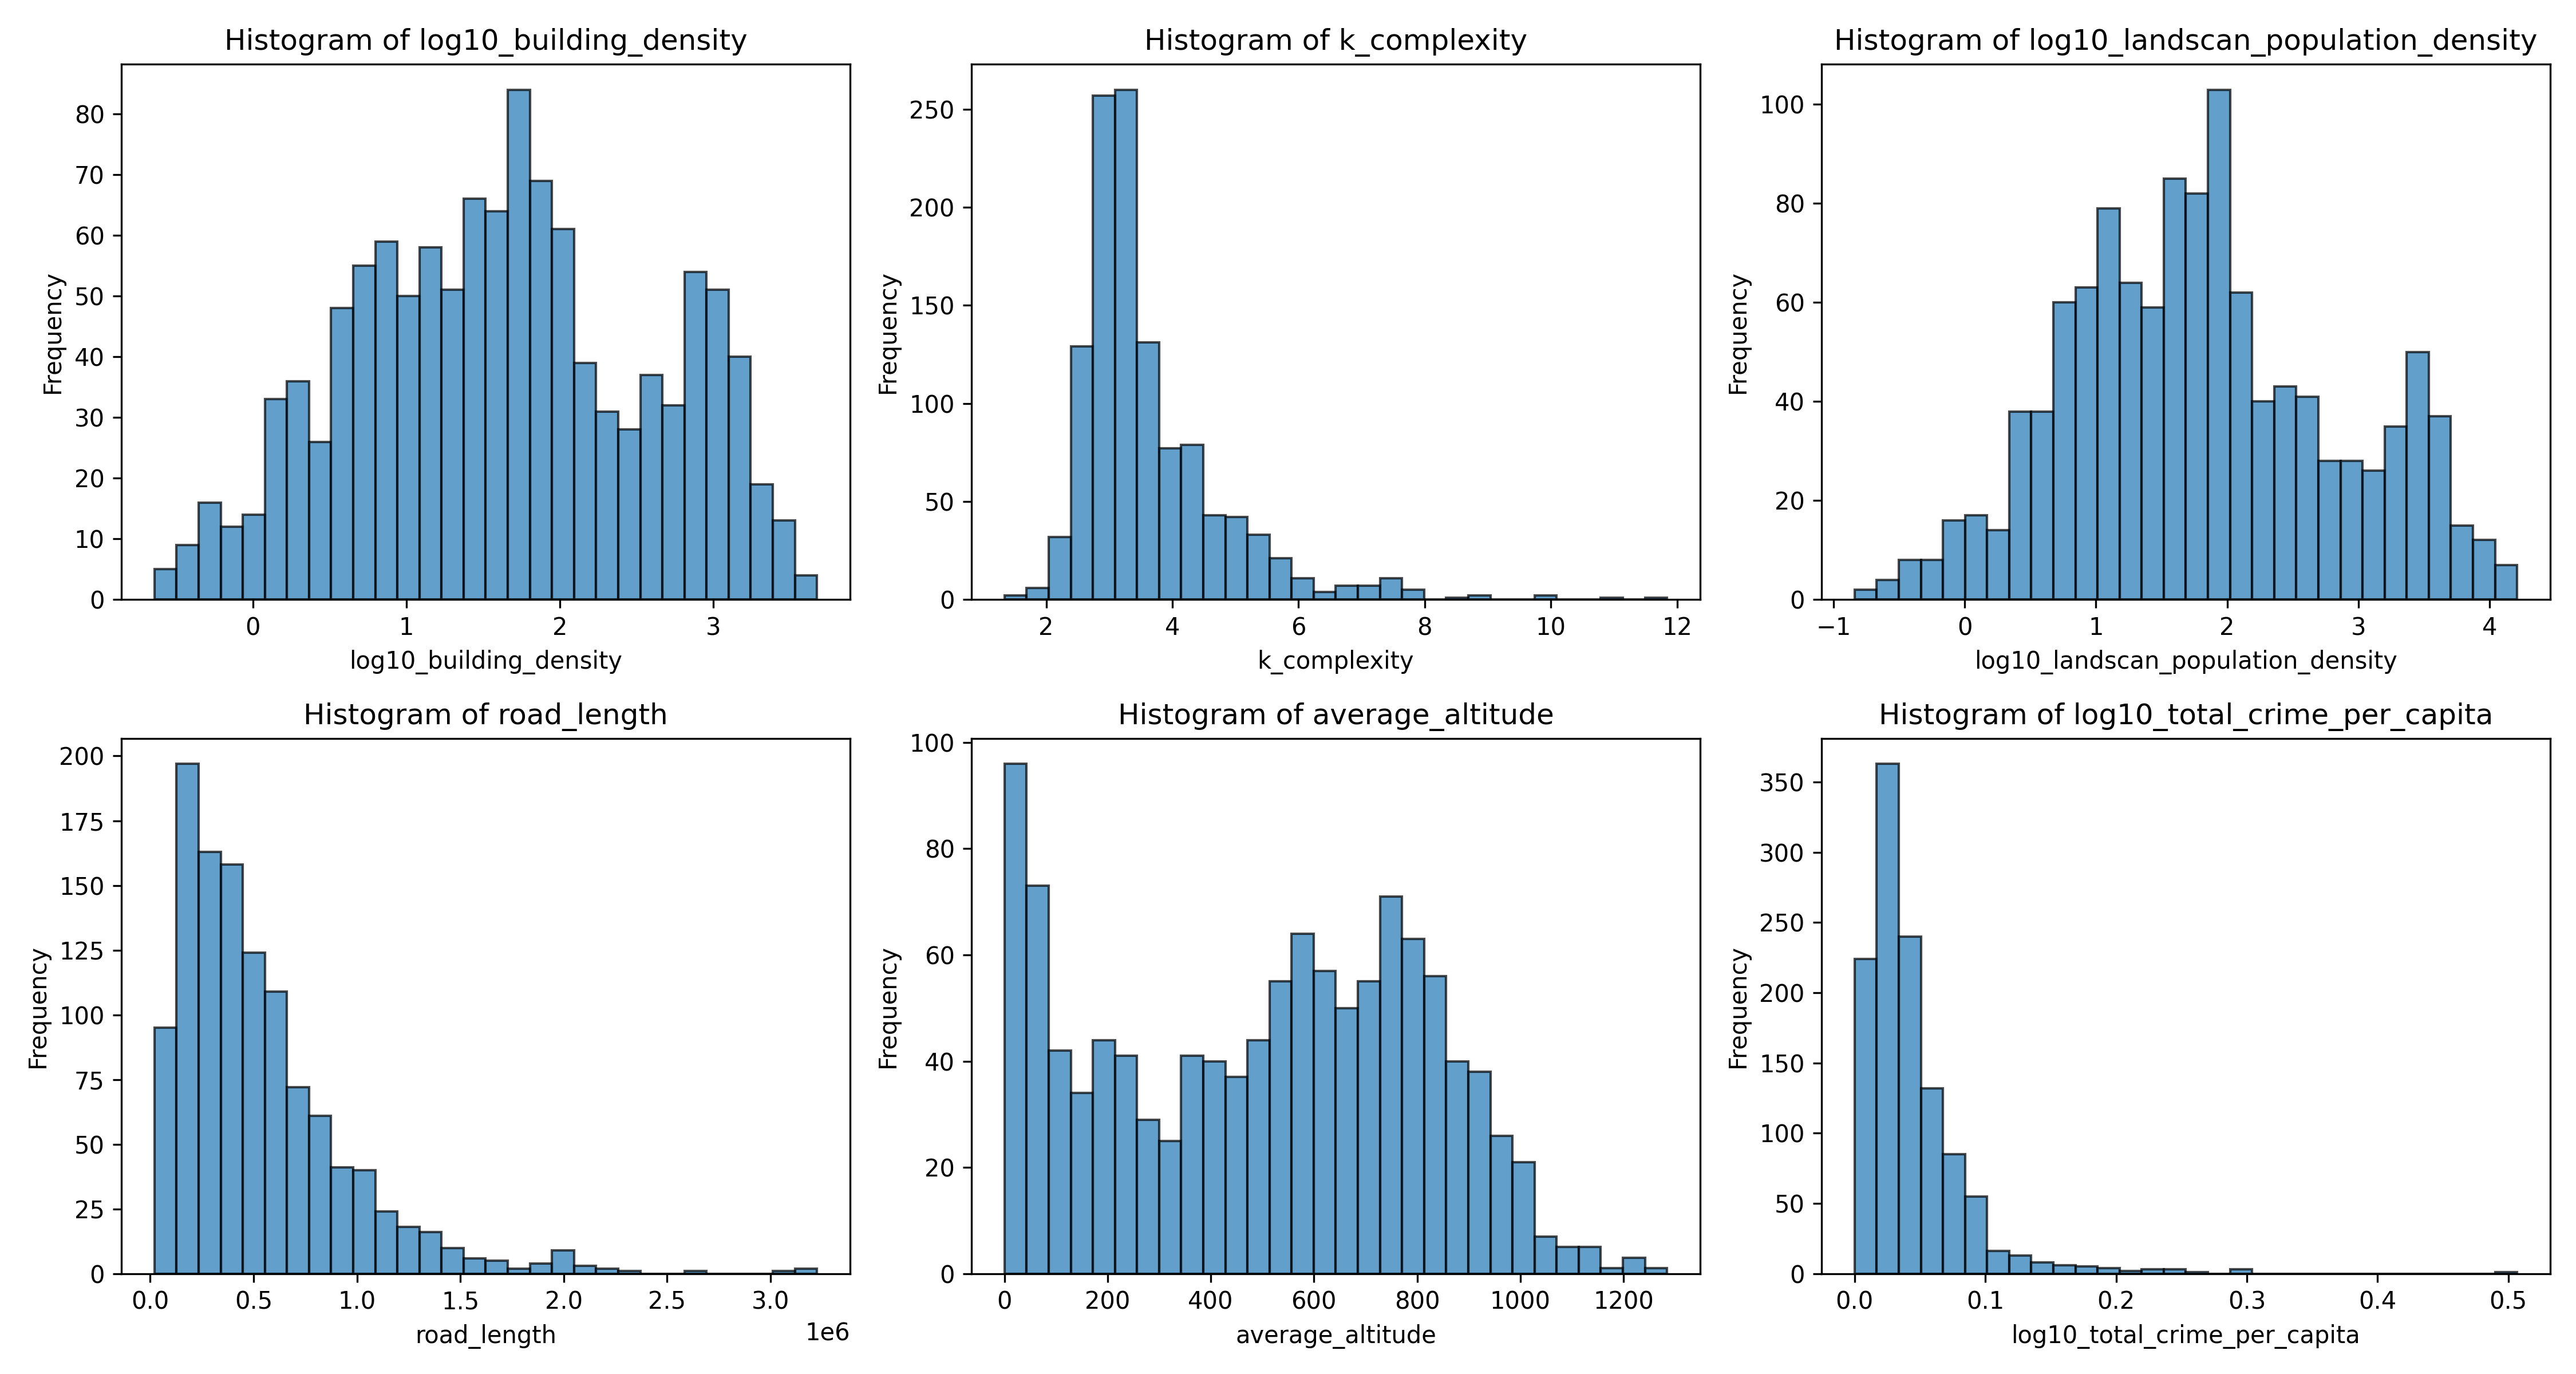 Histogram of log10_building_density
Frequency
0
10
20
30
40
50
60
70
80
0 1 2 3
log10_building_density
Histogram of k_complexity
Frequency
0
50
100
150
200
250
2 4 6 8 10 12
k_complexity
Histogram of log10_landscan_population_density
Frequency
0
20
40
60
80
100
−1 0 1 2 3 4
log10_landscan_population_density
Histogram of road_length
Frequency
0
25
50
75
100
125
150
175
200
0.0 0.5 1.0 1.5 2.0 2.5 3.0
1e6
road_length
Histogram of average_altitude
Frequency
0
20
40
60
80
100
0 200 400 600 800 1000 1200
average_altitude
Histogram of log10_total_crime_per_capita
Frequency
0
50
100
150
200
250
300
350
0.0 0.1 0.2 0.3 0.4 0.5
log10_total_crime_per_capita